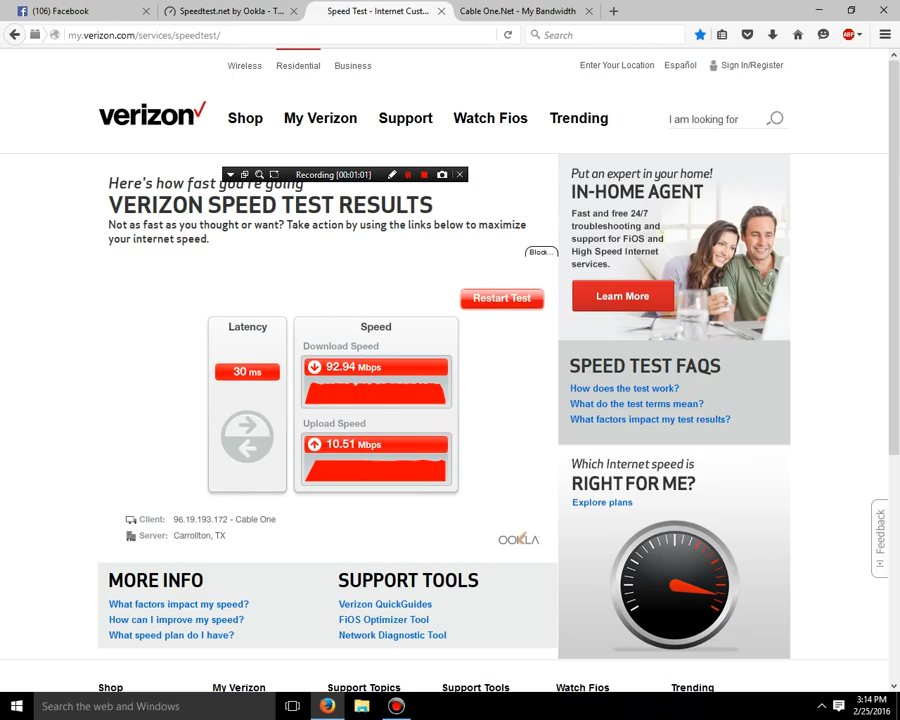 (106) Facebook
Speedtest.net by Ookla - T...
Speed Test - Internet Cust...
Cable One.Net - My Bandwidth
my.verizon.com/services/speedtest/
Search
ABP
Wireless
Residential
Business
Enter Your Location
Español
Sign In/Register
verizon
Shop
My Verizon
Support
Watch Fios
Trending
I am looking for
Recording [00:01:01]
Here's how fast you're going
VERIZON SPEED TEST RESULTS
Not as fast as you thought or want? Take action by using the links below to maximize
your internet speed.
Block...
Restart Test
Latency
30 ms
Speed
Download Speed
92.94 Mbps
Upload Speed
10.51 Mbps
Client: 96.19.193.172 - Cable One
Server: Carrollton, TX
OOKLA
MORE INFO
What factors impact my speed?
How can I improve my speed?
What speed plan do I have?
SUPPORT TOOLS
Verizon QuickGuides
FiOS Optimizer Tool
Network Diagnostic Tool
Put an expert in your home!
IN-HOME AGENT
Fast and free 24/7
troubleshooting and
support for FiOS and
High Speed Internet
services.
Learn More
SPEED TEST FAQS
How does the test work?
What do the test terms mean?
What factors impact my test results?
Which Internet speed is
RIGHT FOR ME?
Explore plans
Feedback
Shop
My Verizon
Support Topics
Support Tools
Watch Fios
Trending
Search the web and Windows
3:14 PM
2/25/2016